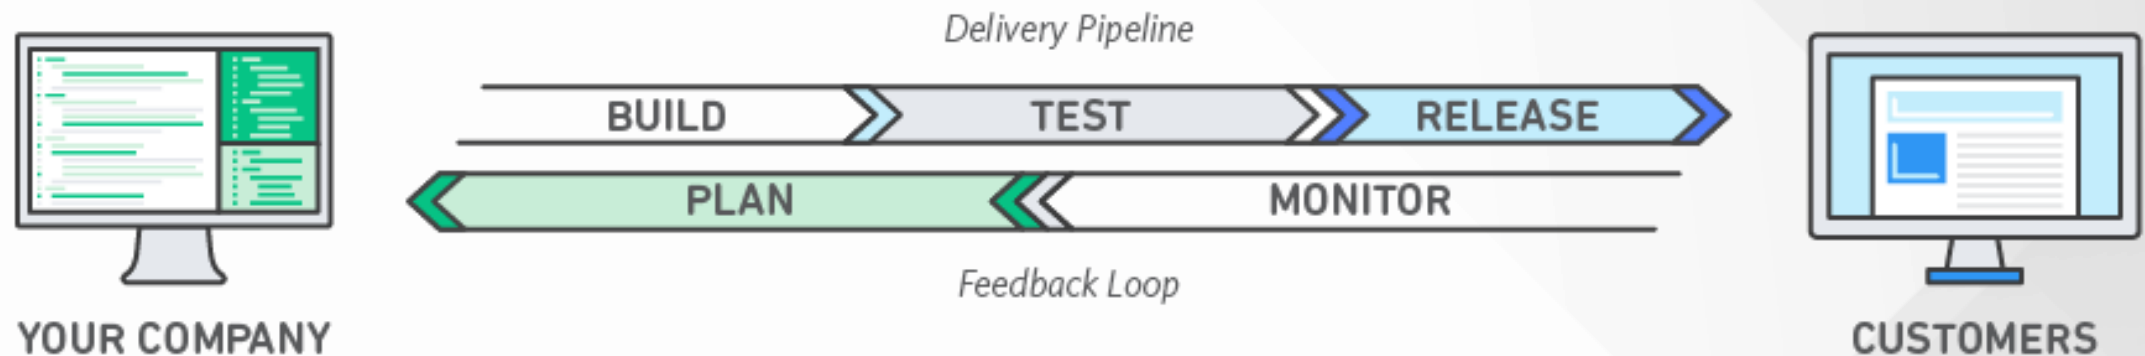 Delivery Pipeline
BUILD TEST RELEASE
PLAN MONITOR
Feedback Loop
YOUR COMPANY CUSTOMERS